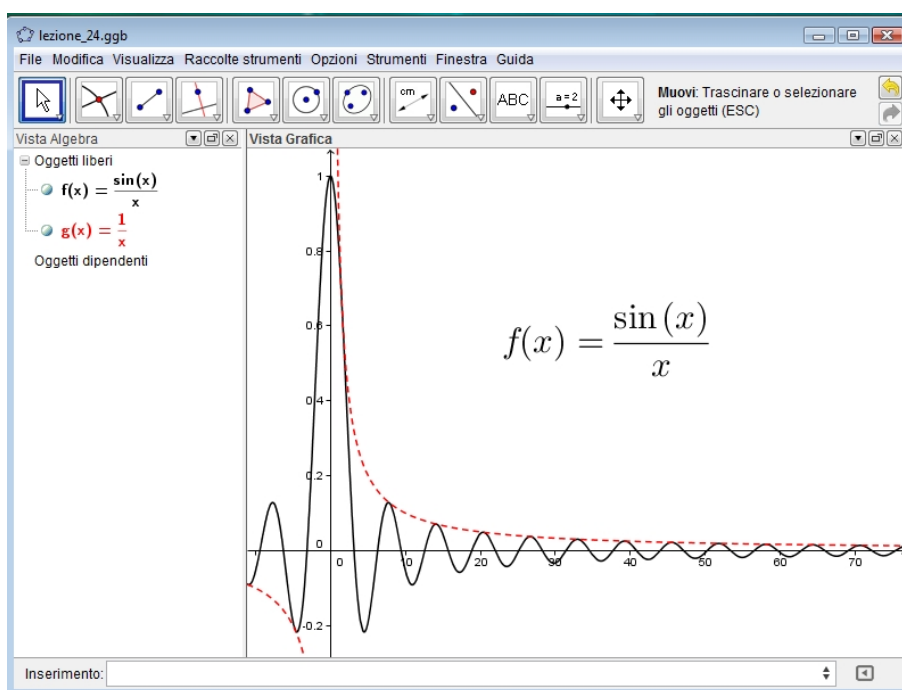 lezione_24.ggb
File Modifica Visualizza Raccolte strumenti Opzioni Strumenti Finestra Guida
cm
ABC
a=2
Muovi: Trascinare o selezionare
gli oggetti (ESC)
Vista Algebra
Vista Grafica
Oggetti liberi
f(x) = sin(x)/x
g(x) = 1/x
Oggetti dipendenti
1
0.8
0.6
0.4
0.2
0
-0.2
0 10 20 30 40 50 60 70
f(x) = sin (x)/x
Inserimento: